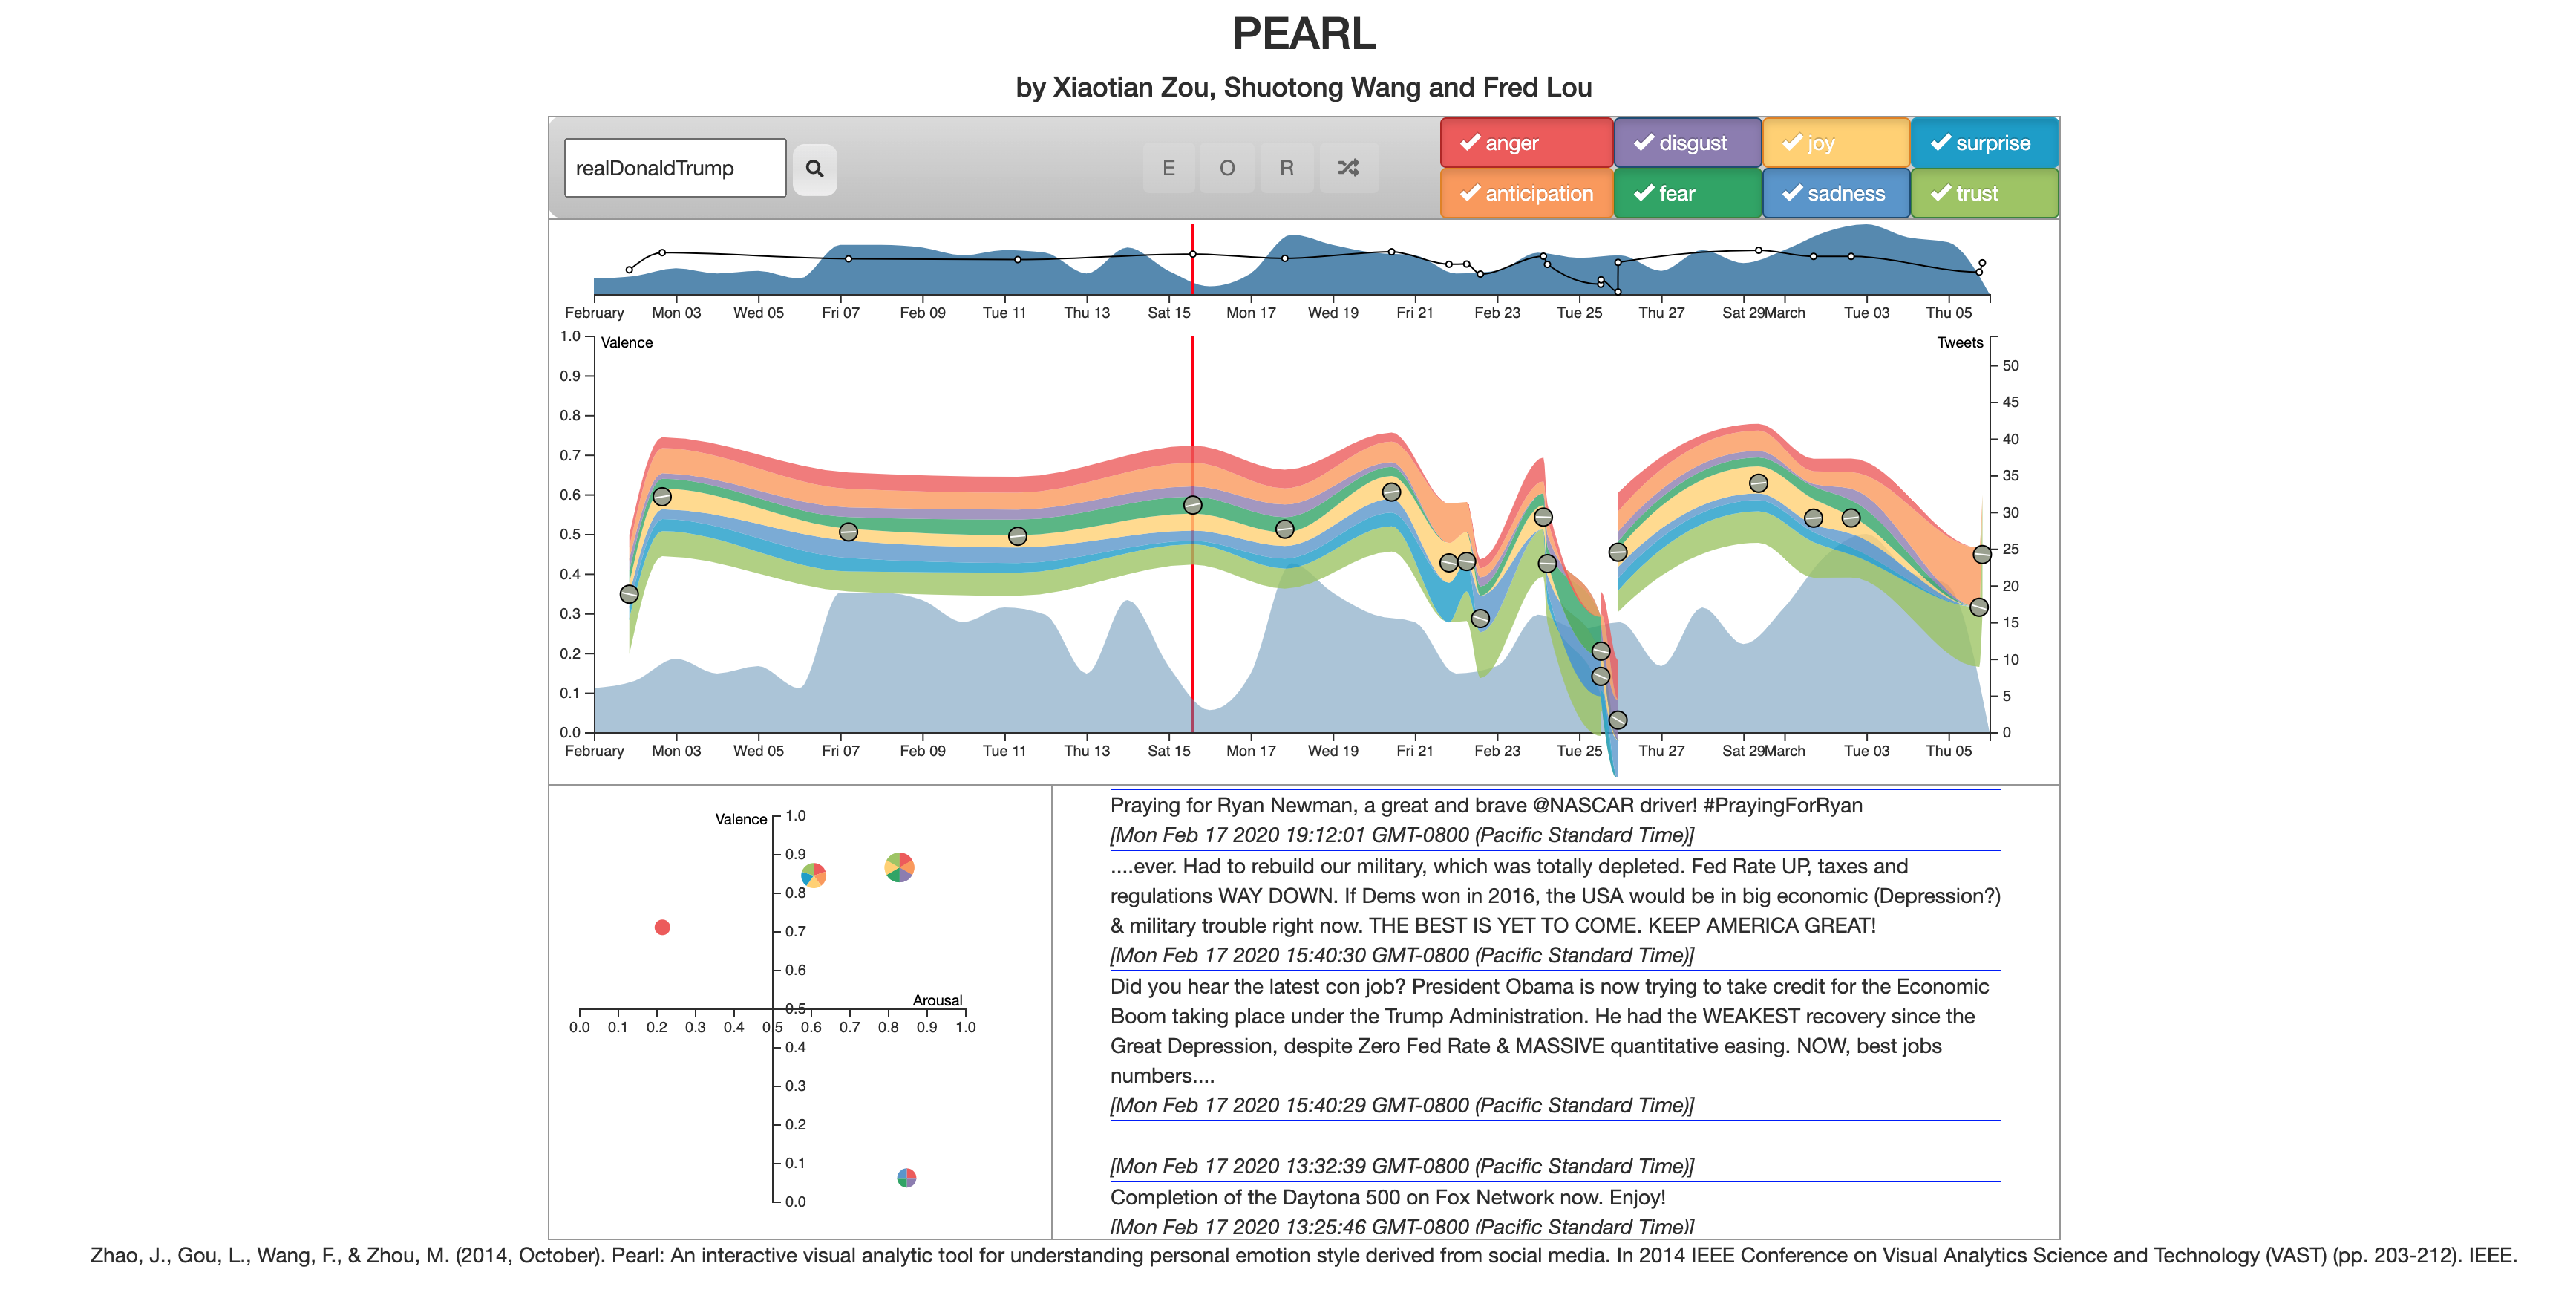 PEARL
by Xiaotian Zou, Shuotong Wang and Fred Lou
realDonaldTrump
E O R
anger disgust joy surprise
anticipation fear sadness trust
February Mon 03 Wed 05 Fri 07 Feb 09 Tue 11 Thu 13 Sat 15 Mon 17 Wed 19 Fri 21 Feb 23 Tue 25 Thu 27 Sat 29 March Tue 03 Thu 05
Valence
Tweets
1.0
0.9
0.8
0.7
0.6
0.5
0.4
0.3
0.2
0.1
0.0
50
45
40
35
30
25
20
15
10
5
0
February Mon 03 Wed 05 Fri 07 Feb 09 Tue 11 Thu 13 Sat 15 Mon 17 Wed 19 Fri 21 Feb 23 Tue 25 Thu 27 Sat 29 March Tue 03 Thu 05
Valence
1.0
0.9
0.8
0.7
0.6
0.5
Arousal
0.0 0.1 0.2 0.3 0.4 0.5 0.6 0.7 0.8 0.9 1.0
0.4
0.3
0.2
0.1
0.0
Praying for Ryan Newman, a great and brave @NASCAR driver! #PrayingForRyan
[Mon Feb 17 2020 19:12:01 GMT-0800 (Pacific Standard Time)]
....ever. Had to rebuild our military, which was totally depleted. Fed Rate UP, taxes and
regulations WAY DOWN. If Dems won in 2016, the USA would be in big economic (Depression?)
& military trouble right now. THE BEST IS YET TO COME. KEEP AMERICA GREAT!
[Mon Feb 17 2020 15:40:30 GMT-0800 (Pacific Standard Time)]
Did you hear the latest con job? President Obama is now trying to take credit for the Economic
Boom taking place under the Trump Administration. He had the WEAKEST recovery since the
Great Depression, despite Zero Fed Rate & MASSIVE quantitative easing. NOW, best jobs
numbers....
[Mon Feb 17 2020 15:40:29 GMT-0800 (Pacific Standard Time)]
[Mon Feb 17 2020 13:32:39 GMT-0800 (Pacific Standard Time)]
Completion of the Daytona 500 on Fox Network now. Enjoy!
[Mon Feb 17 2020 13:25:46 GMT-0800 (Pacific Standard Time)]
Zhao, J., Gou, L., Wang, F., & Zhou, M. (2014, October). Pearl: An interactive visual analytic tool for understanding personal emotion style derived from social media. In 2014 IEEE Conference on Visual Analytics Science and Technology (VAST) (pp. 203-212). IEEE.